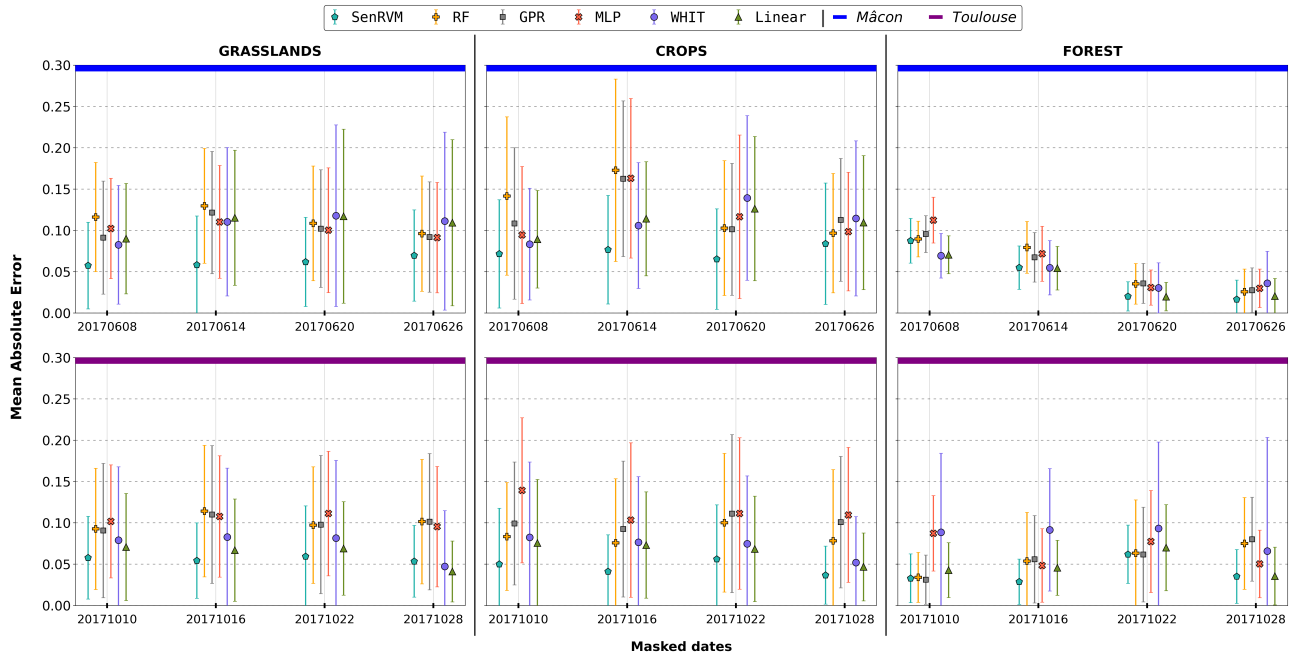 SenRVM RF GPR MLP WHIT Linear | Mâcon Toulouse
GRASSLANDS CROPS FOREST
Mean Absolute Error
0.30
0.25
0.20
0.15
0.10
0.05
0.00
20170608 20170614 20170620 20170626 20170608 20170614 20170620 20170626 20170608 20170614 20170620 20170626
0.30
0.25
0.20
0.15
0.10
0.05
0.00
20171010 20171016 20171022 20171028 20171010 20171016 20171022 20171028 20171010 20171016 20171022 20171028
Masked dates